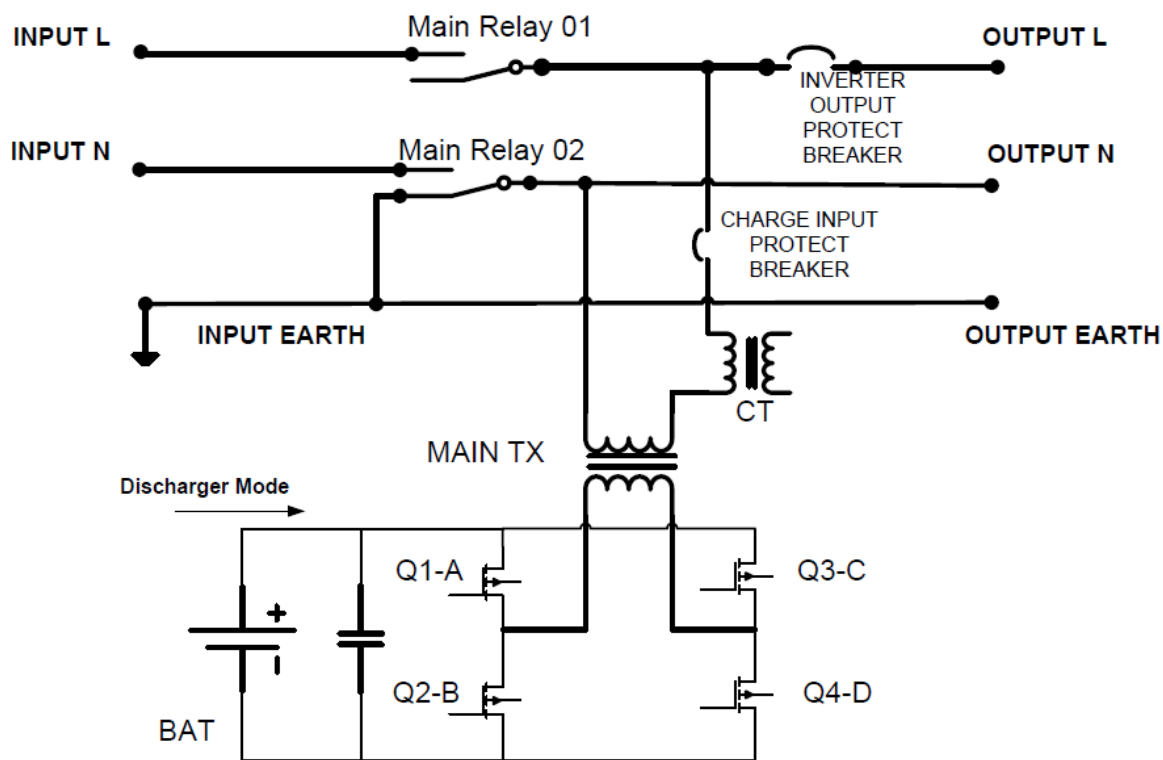 INPUT L
Main Relay 01
OUTPUT L
INVERTER
OUTPUT
PROTECT
BREAKER
INPUT N
Main Relay 02
OUTPUT N
CHARGE INPUT
PROTECT
BREAKER
INPUT EARTH
OUTPUT EARTH
CT
MAIN TX
Discharger Mode
Q1-A
Q3-C
+
-
Q2-B
Q4-D
BAT